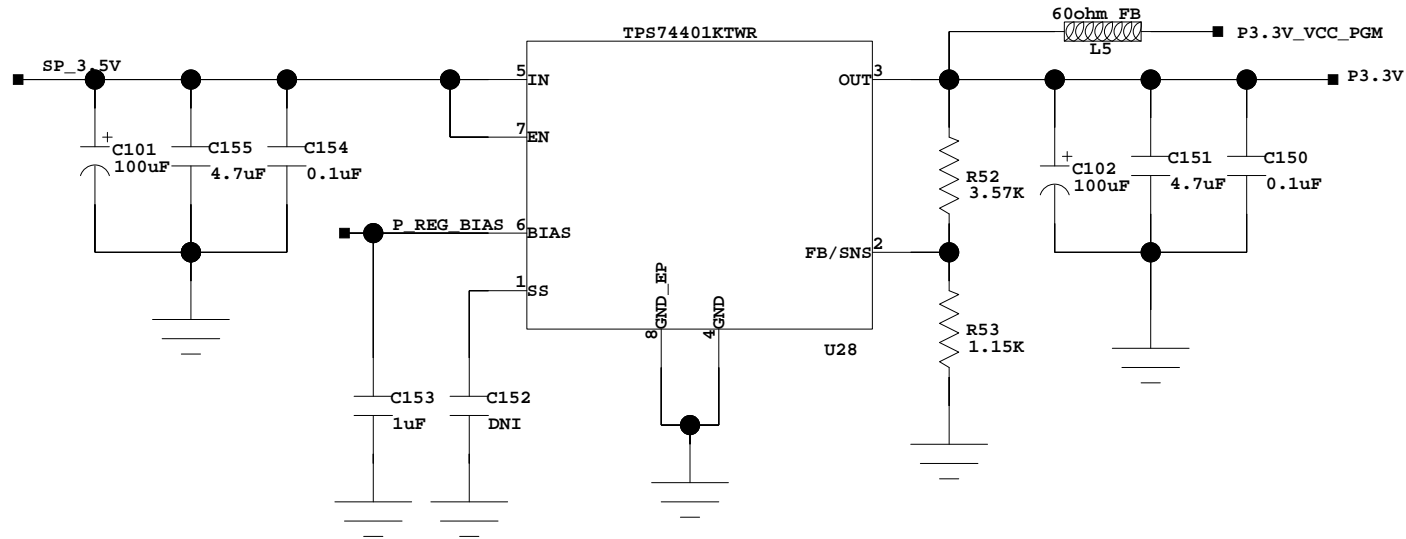 60ohm FB
L5
P3.3V_VCC_PGM
TPS74401KTWR
SP_3.5V
5
IN
OUT
3
P3.3V
7
EN
+
C101
100uF
C155
4.7uF
C154
0.1uF
R52
3.57K
+
C102
100uF
C151
4.7uF
C150
0.1uF
P_REG_BIAS
6
BIAS
FB/SNS
2
1
SS
GND_EP
8
GND
4
U28
R53
1.15K
C153
1uF
C152
DNI